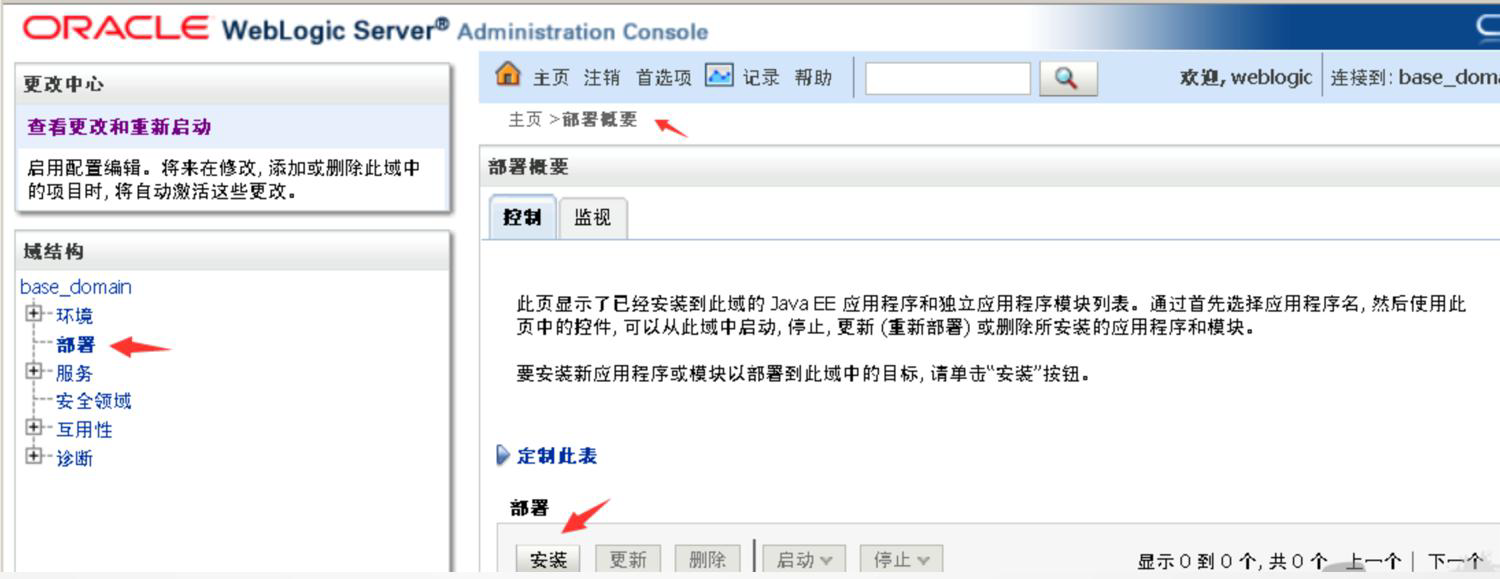 ORACLE WebLogic Server® Administration Console
更改中心
查看更改和重新启动
启用配置编辑。将来在修改, 添加或删除此域中
的项目时, 将自动激活这些更改。
域结构
base_domain
环境
部署
服务
安全领域
互用性
诊断
主页 注销 首选项 记录 帮助
欢迎, weblogic 连接到: base_doma
主页 >部署概要
部署概要
控制 监视
此页显示了已经安装到此域的 Java EE 应用程序和独立应用程序模块列表。通过首先选择应用程序名, 然后使用此
页中的控件, 可以从此域中启动, 停止, 更新 (重新部署) 或删除所安装的应用程序和模块。
要安装新应用程序或模块以部署到此域中的目标, 请单击“安装”按钮。
定制此表
部署
安装 更新 删除 启动 停止 显示 0 到 0 个, 共 0 个 上一个 | 下一个